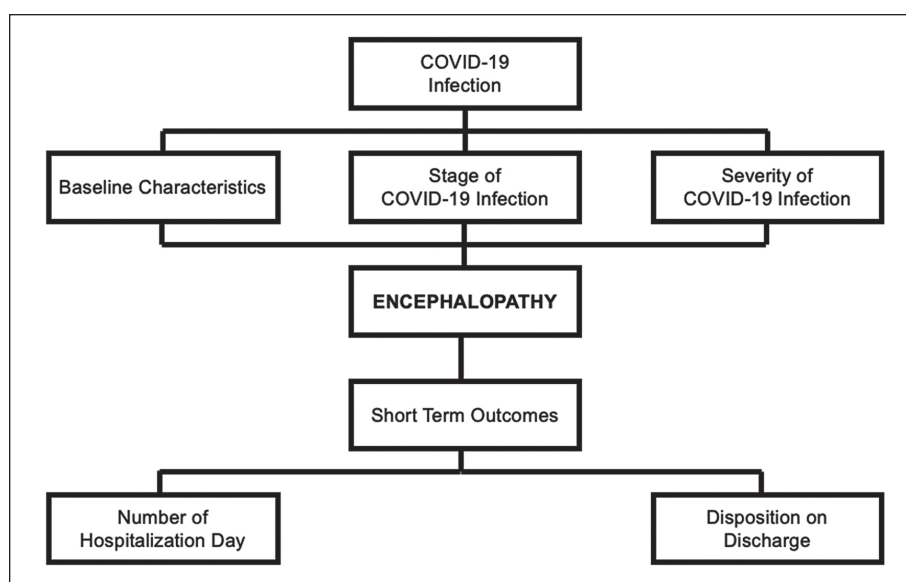 COVID-19
Infection
Baseline Characteristics
Stage of
COVID-19 Infection
Severity of
COVID-19 Infection
ENCEPHALOPATHY
Short Term Outcomes
Number of
Hospitalization Day
Disposition on
Discharge